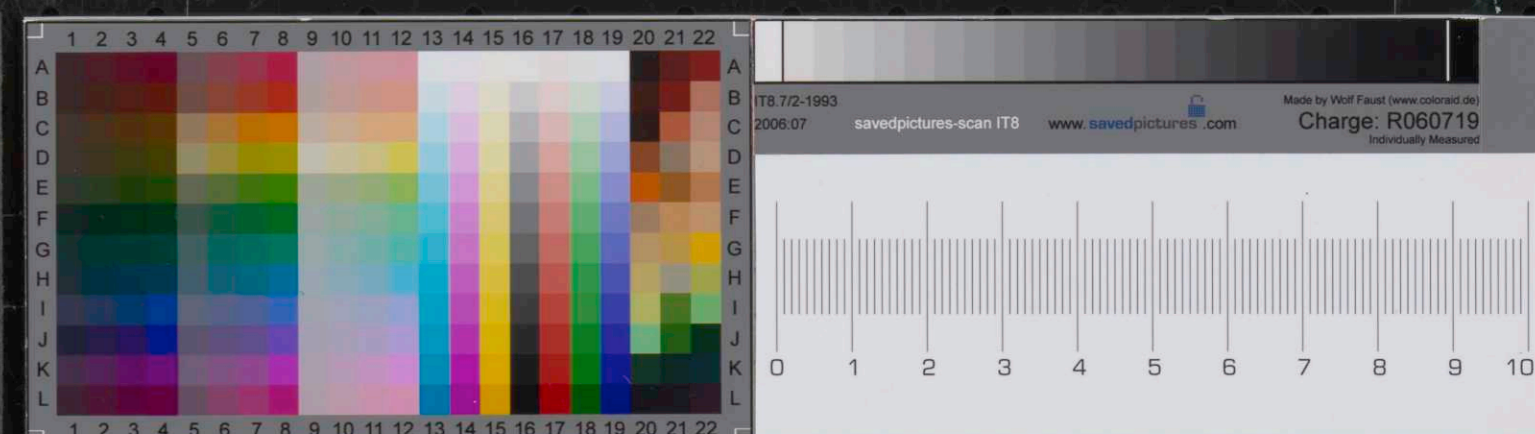 1 2 3 4 5 6 7 8 9 10 11 12 13 14 15 16 17 18 19 20 21 22
A A
B B
C C
D D
E E
F F
G G
H H
I I
J J
K K
L L
1 2 3 4 5 6 7 8 9 10 11 12 13 14 15 16 17 18 19 20 21 22
IT8.7/2-1993
2006:07
savedpictures-scan IT8
www.savedpictures.com
Made by Wolf Faust (www.coloraid.de)
Charge: R060719
Individually Measured
0 1 2 3 4 5 6 7 8 9 10